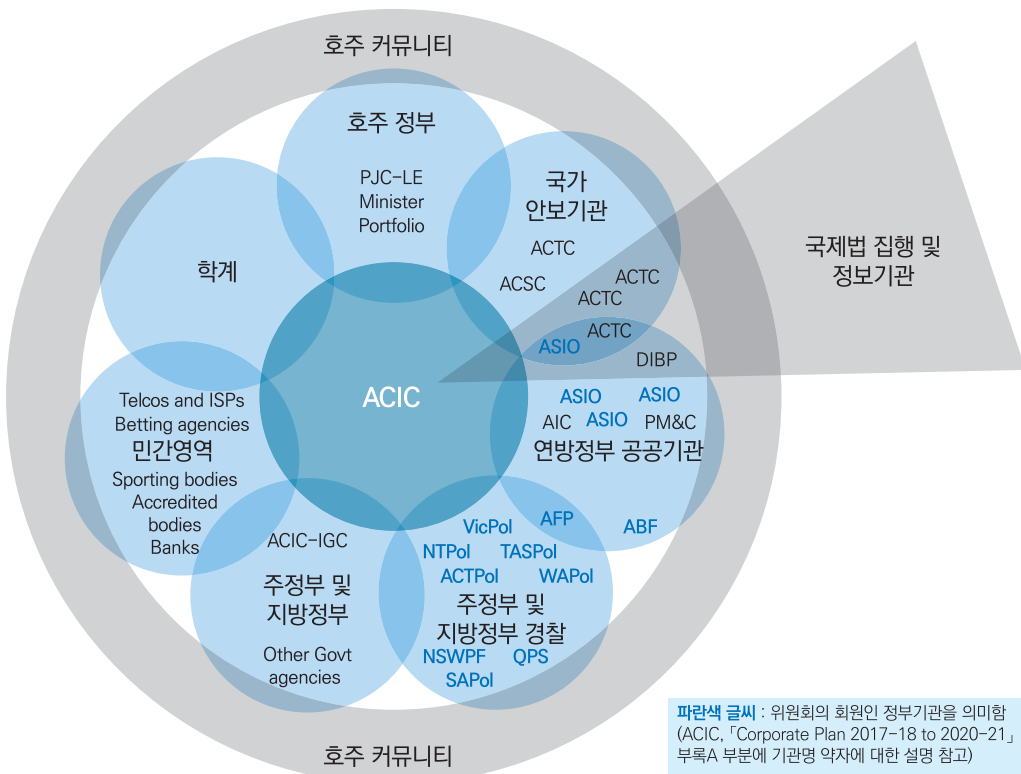 호주 커뮤니티
호주 정부
PJC-LE
Minister
Portfolio
국가
안보기관
ACTC
ACSC
ACTC
ACTC
ACTC
ASIO
DIBP
국제법 집행 및
정보기관
학계
ACIC
ASIO
ASIO
AIC
ASIO
PM&C
연방정부 공공기관
ABF
Telcos and ISPs
Betting agencies
민간영역
Sporting bodies
Accredited
bodies
Banks
ACIC-IGC
주정부 및
지방정부
Other Govt
agencies
VicPol
AFP
NTPol
TASPol
ACTPol
WAPol
주정부 및
지방정부 경찰
NSWPF
QPS
SAPol
호주 커뮤니티
파란색 글씨 : 위원회의 회원인 정부기관을 의미함
(ACIC, 「Corporate Plan 2017-18 to 2020-21」
부록A 부분에 기관명 약자에 대한 설명 참고)